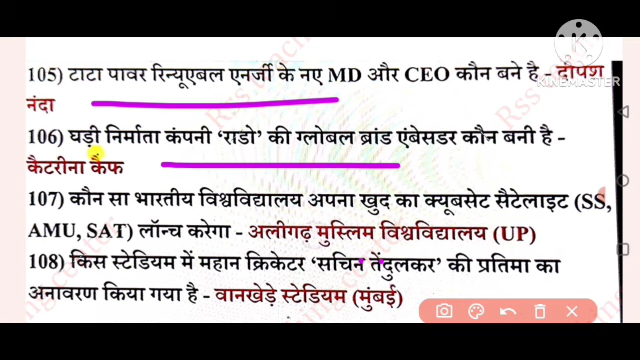 105) टाटा पावर रिन्यूएबल एनर्जी के नए MD और CEO कौन बने है - दीपेश
नंदा
106) घड़ी निर्माता कंपनी ‘राडो’ की ग्लोबल ब्रांड एंबेसडर कौन बनी है -
कैटरीना कैफ
107) कौन सा भारतीय विश्वविद्यालय अपना खुद का क्यूबसेट सैटेलाइट (SS,
AMU, SAT) लॉन्च करेगा - अलीगढ़ मुस्लिम विश्वविद्यालय (UP)
108) किस स्टेडियम में महान क्रिकेटर ‘सचिन तेंदुलकर’ की प्रतिमा का
अनावरण किया गया है - वानखेड़े स्टेडियम (मुंबई)
Made with
KINEMASTER